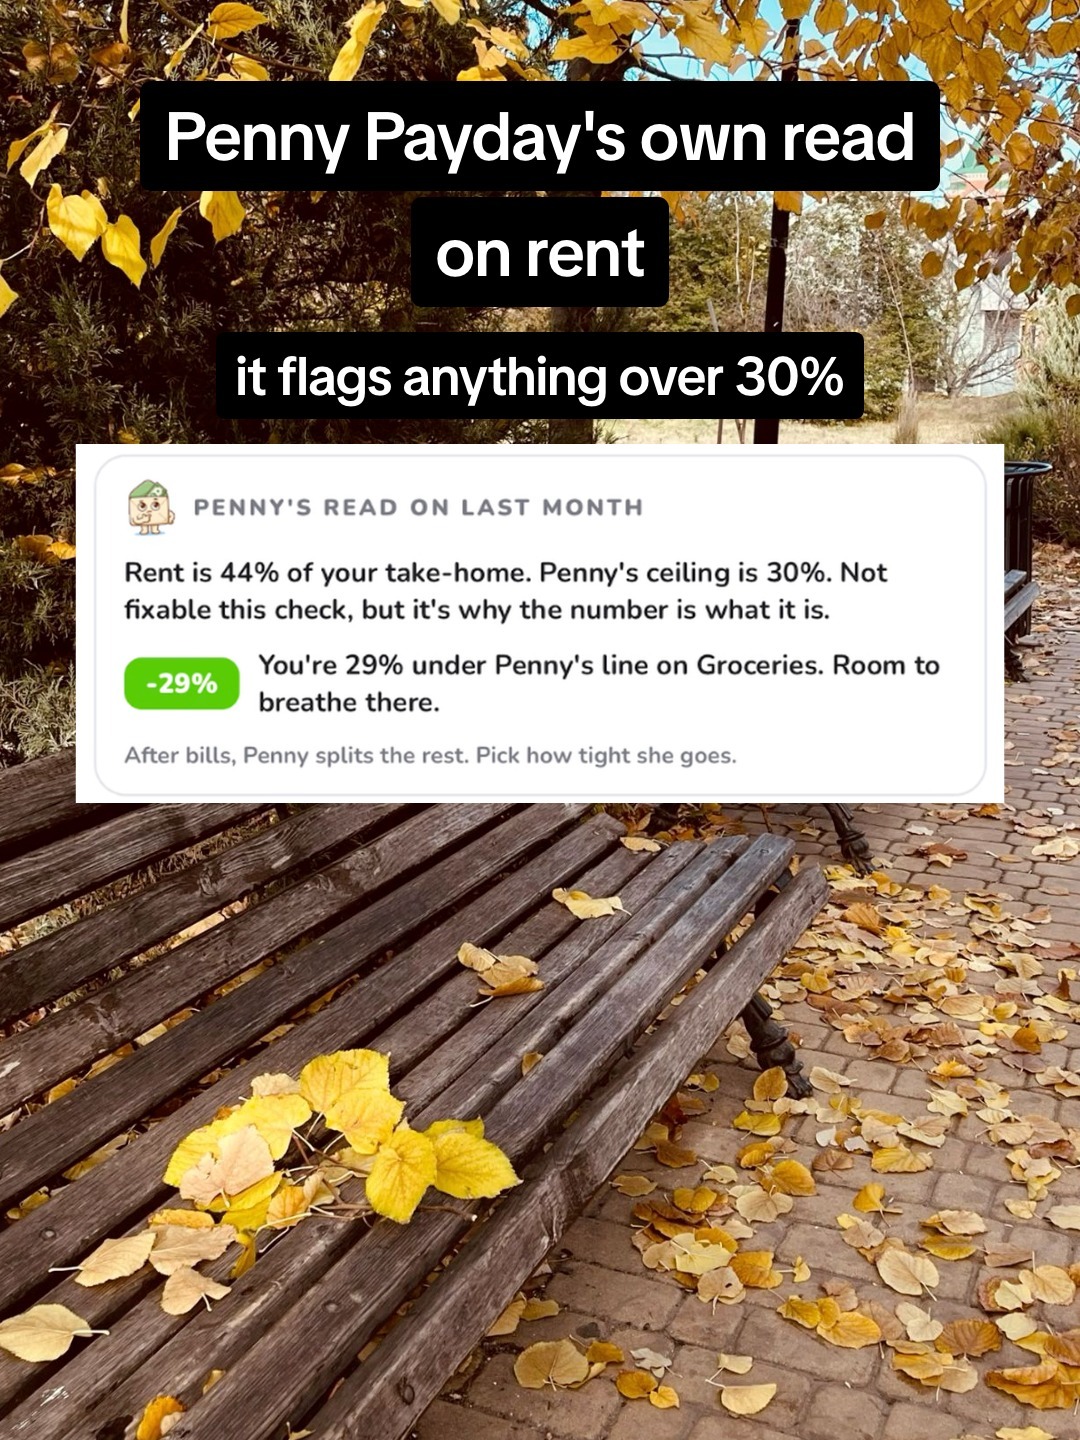 Penny Payday's own read
on rent
it flags anything over 30%
PENNY'S READ ON LAST MONTH
Rent is 44% of your take-home. Penny's ceiling is 30%. Not
fixable this check, but it's why the number is what it is.
-29%
You're 29% under Penny's line on Groceries. Room to
breathe there.
After bills, Penny splits the rest. Pick how tight she goes.